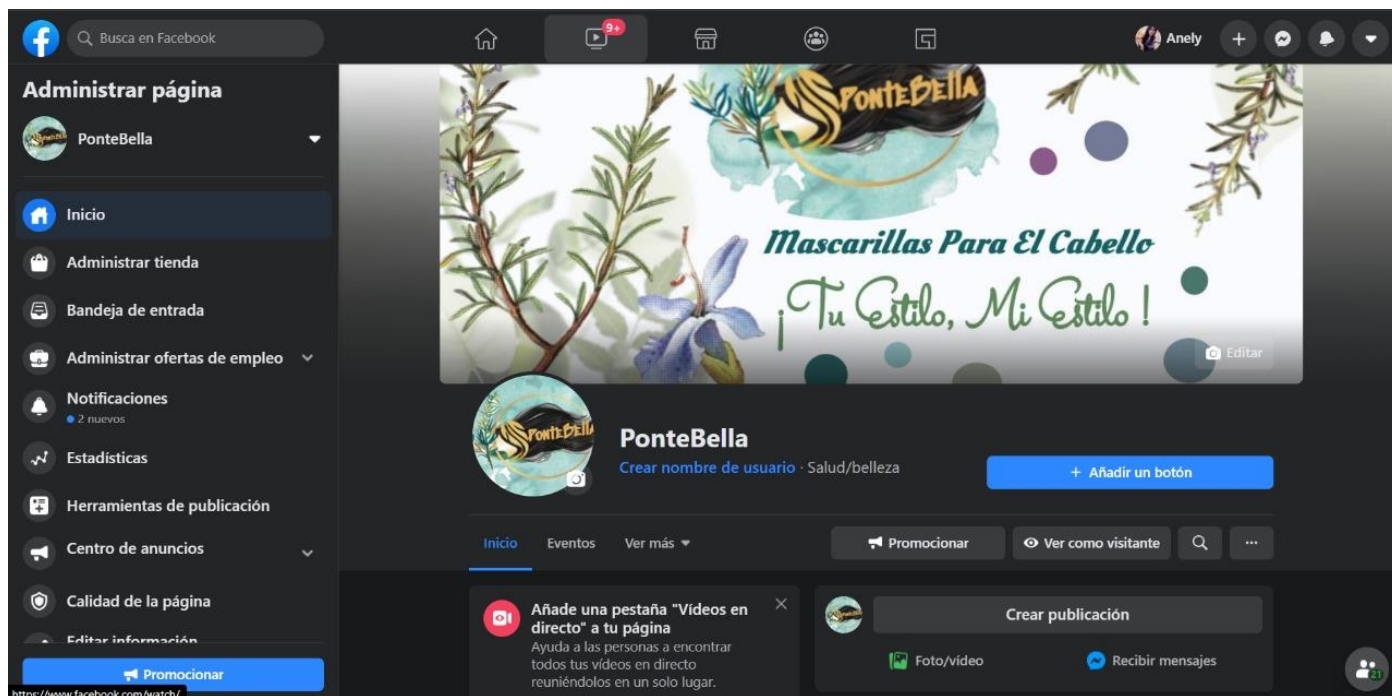 Busca en Facebook
9+
Anely
Administrar página
PonteBella
Inicio
Administrar tienda
Bandeja de entrada
Administrar ofertas de empleo
Notificaciones
2 nuevos
Estadísticas
Herramientas de publicación
Centro de anuncios
Calidad de la página
Editar información
Promocionar
https://www.facebook.com/watch/
PONTEBELLA
Mascarillas Para El Cabello
¡Tu Estilo, Mi Estilo !
Editar
PONTEBELLA
PonteBella
Crear nombre de usuario · Salud/belleza
+ Añadir un botón
Inicio
Eventos
Ver más
Promocionar
Ver como visitante
...
Añade una pestaña "Vídeos en
directo" a tu página
Ayuda a las personas a encontrar
todos tus vídeos en directo
reuniéndolos en un solo lugar.
Crear publicación
Foto/vídeo
Recibir mensajes
21